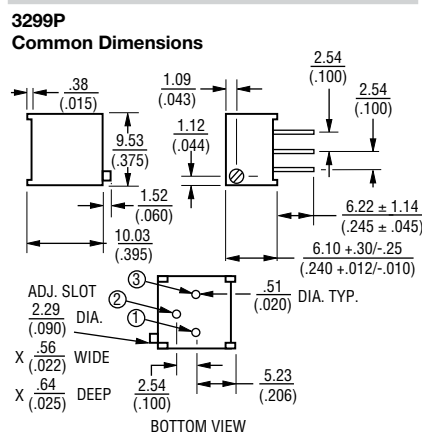 3299P
Common Dimensions
.38
(.015)
9.53
(.375)
1.52
(.060)
10.03
(.395)
1.09
(.043)
1.12
(.044)
2.54
(.100)
2.54
(.100)
6.22 ± 1.14
(.245 ± .045)
6.10 +.30/-.25
(.240 +.012/-.010)
3
2
1
.51
(.020) DIA. TYP.
ADJ. SLOT
2.29
(.090) DIA.
X .56
(.022) WIDE
X .64
(.025) DEEP
2.54
(.100)
5.23
(.206)
BOTTOM VIEW